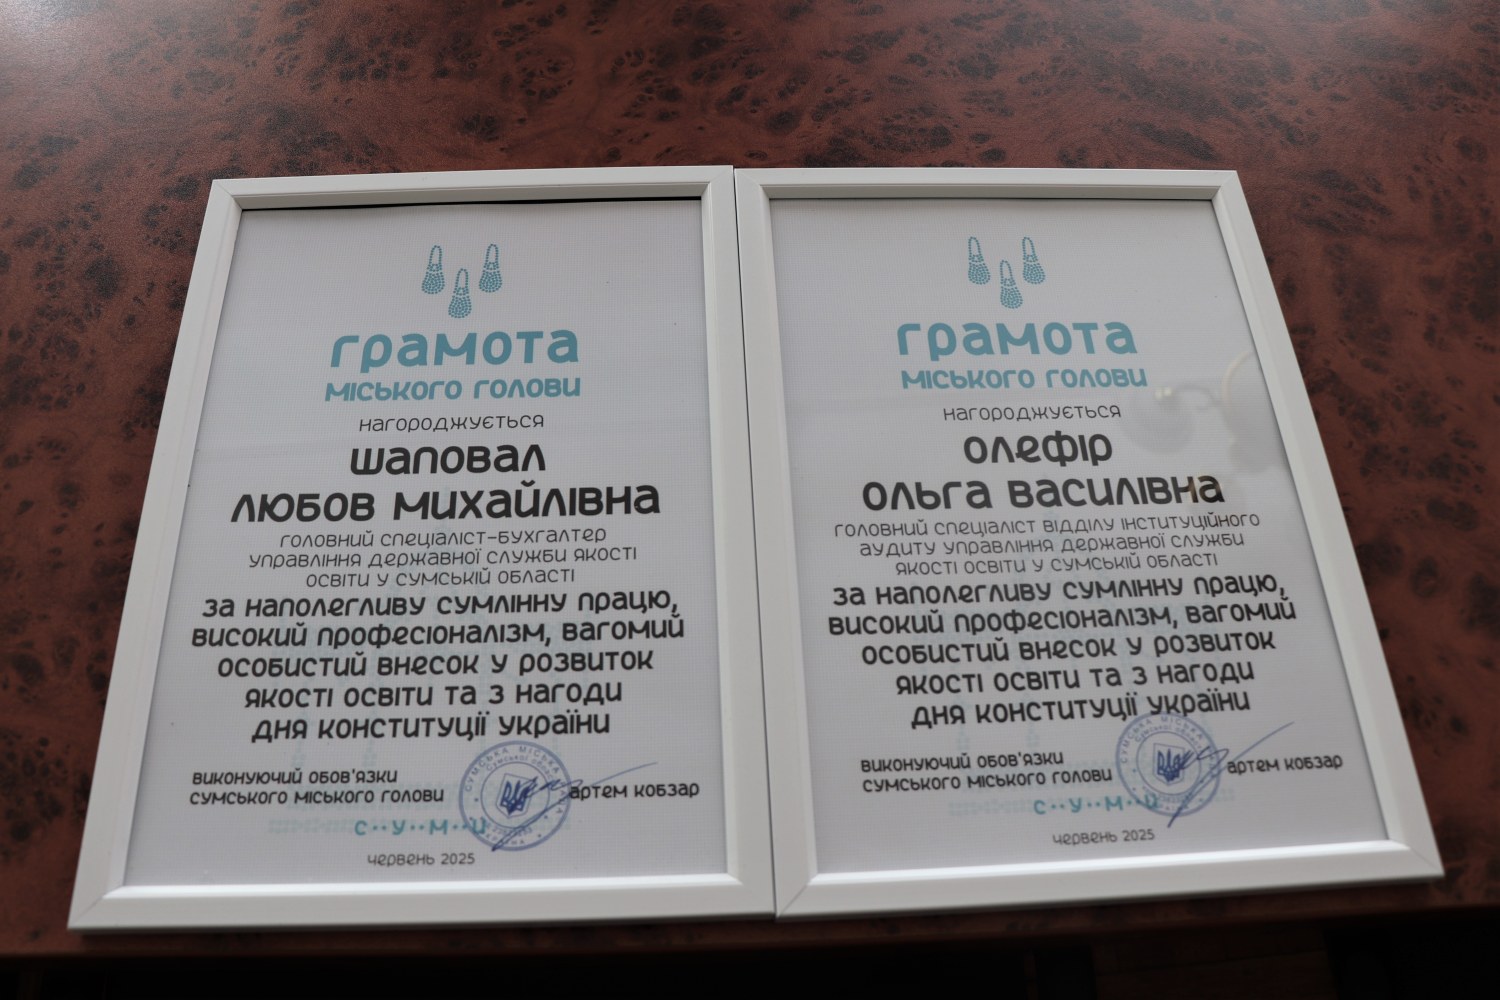 грамота
міського голови
нагороджується
шаповал
любов михайлівна
головний спеціаліст-бухгалтер
управління державної служби якості
освіти у сумській області
за наполегливу сумлінну працю,
високий професіоналізм, вагомий
особистий внесок у розвиток
якості освіти та з нагоди
дня конституції україни
виконуючий обов'язки
сумського міського голови
артем кобзар
с··у·м··и
червень 2025
грамота
міського голови
нагороджується
олефір
ольга василівна
головний спеціаліст відділу інституційного
аудиту управління державної служби
якості освіти у сумській області
за наполегливу сумлінну працю,
високий професіоналізм, вагомий
особистий внесок у розвиток
якості освіти та з нагоди
дня конституції україни
виконуючий обов'язки
сумського міського голови
артем кобзар
с··у·м··и
червень 2025